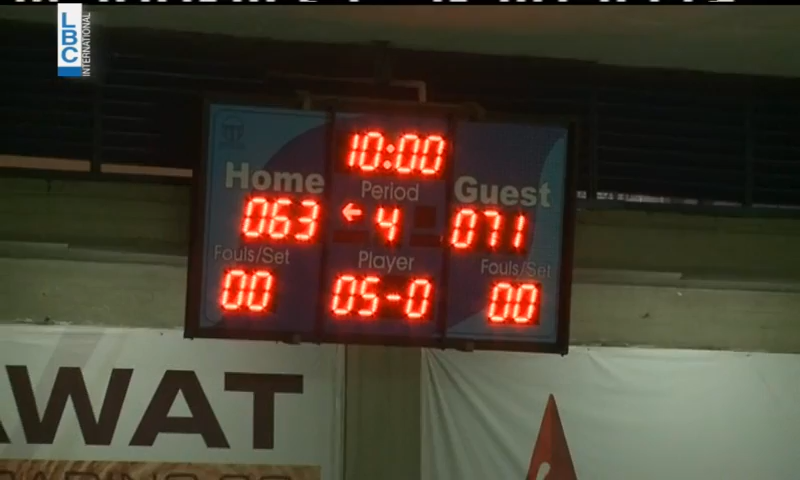 LBC
INTERNATIONAL
10:00
Home
Period
Guest
063
← 4
071
Fouls/Set
Player
Fouls/Set
00
05-0
00
AWAT